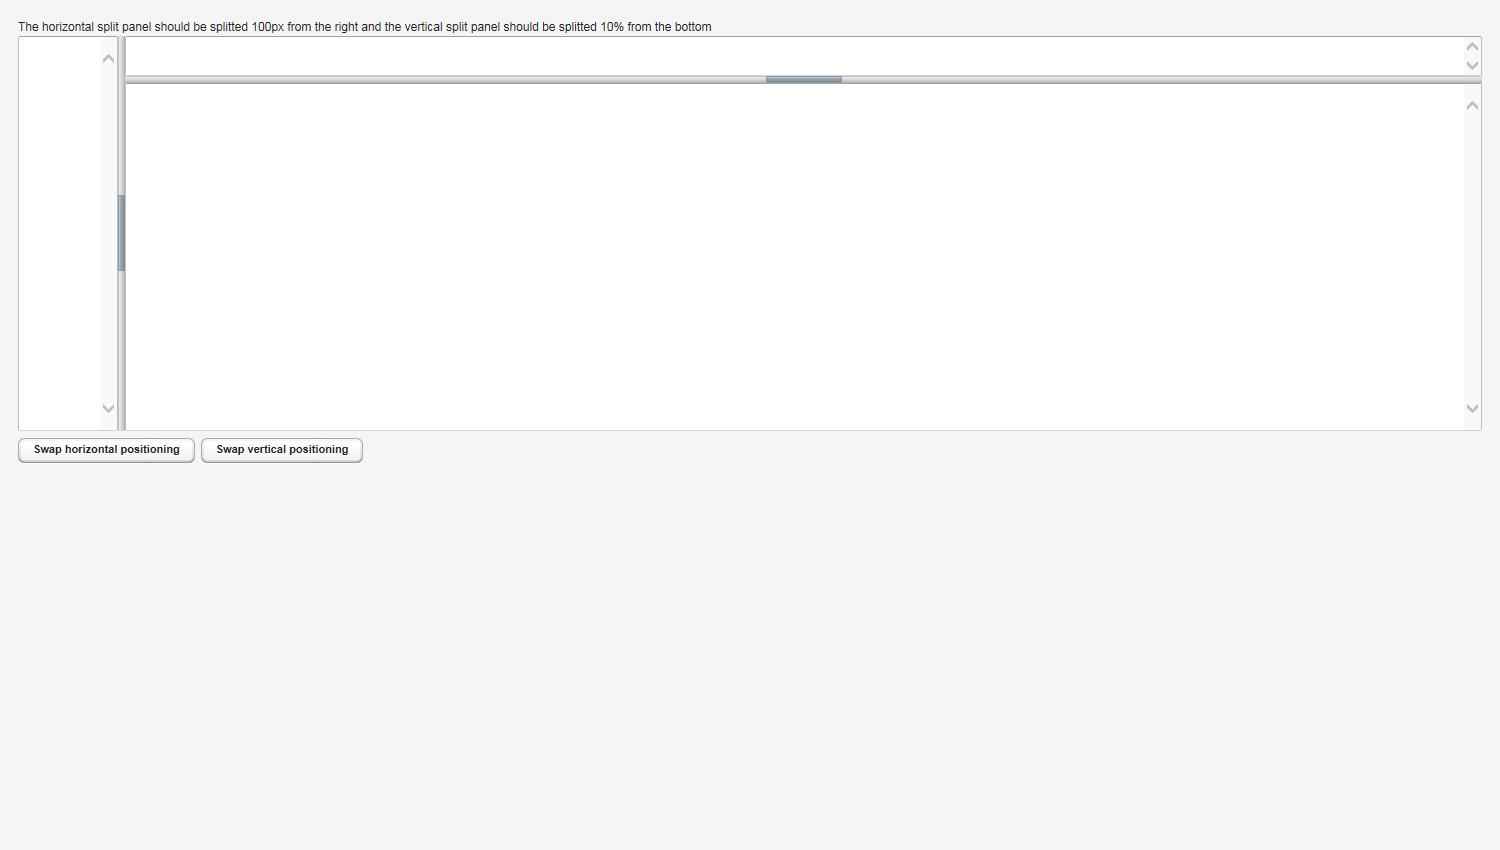 The horizontal split panel should be splitted 100px from the right and the vertical split panel should be splitted 10% from the bottom
Swap horizontal positioning
Swap vertical positioning